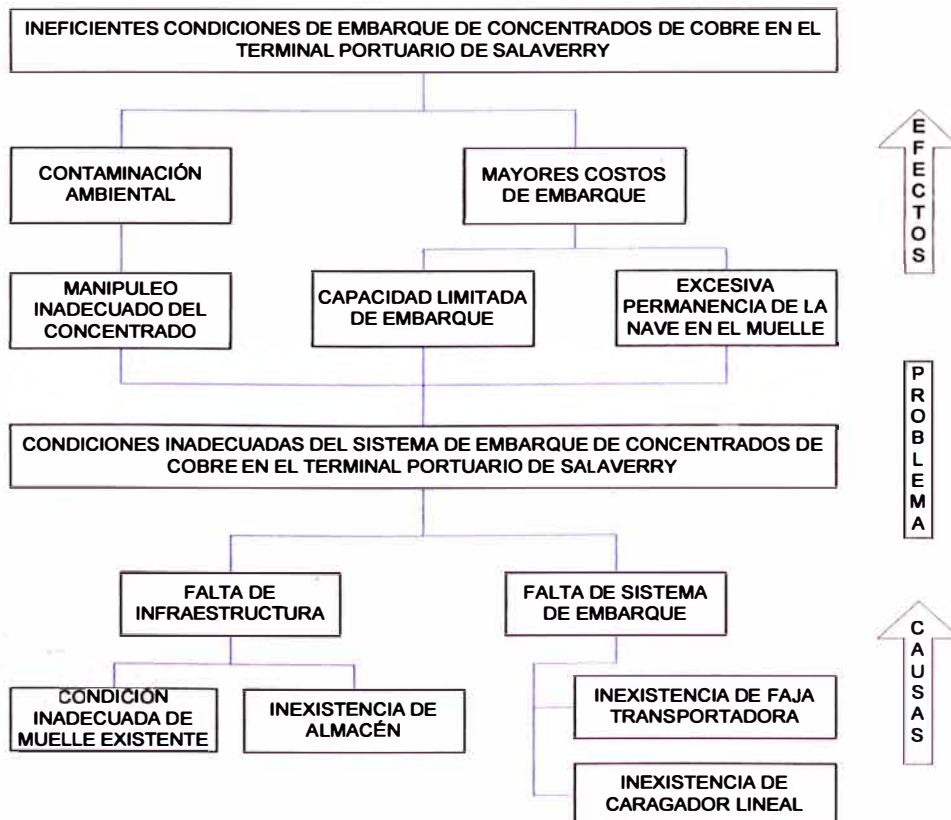 INEFICIENTES CONDICIONES DE EMBARQUE DE CONCENTRADOS DE COBRE EN EL
TERMINAL PORTUARIO DE SALAVERRY
CONTAMINACIÓN
AMBIENTAL
MAYORES COSTOS
DE EMBARQUE
EFECTOS
MANIPULEO
INADECUADO DEL
CONCENTRADO
CAPACIDAD LIMITADA
DE EMBARQUE
EXCESIVA
PERMANENCIA DE LA
NAVE EN EL MUELLE
PROBLEMA
CONDICIONES INADECUADAS DEL SISTEMA DE EMBARQUE DE CONCENTRADOS DE
COBRE EN EL TERMINAL PORTUARIO DE SALAVERRY
FALTA DE
INFRAESTRUCTURA
FALTA DE SISTEMA
DE EMBARQUE
CAUSAS
CONDICIÓN
INADECUADA DE
MUELLE EXISTENTE
INEXISTENCIA DE
ALMACÉN
INEXISTENCIA DE FAJA
TRANSPORTADORA
INEXISTENCIA DE
CARAGADOR LINEAL